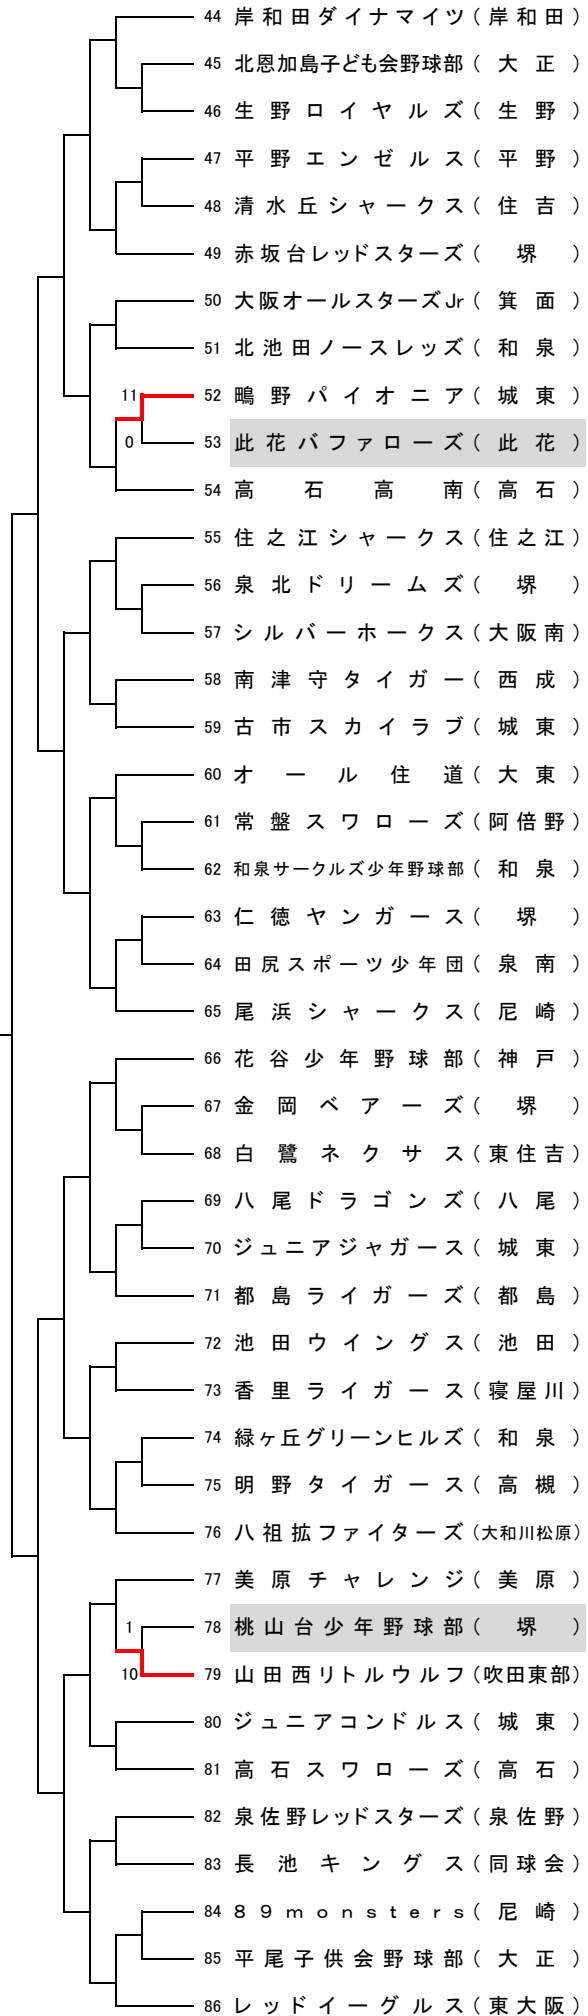 44 岸和田ダイナマイツ(岸和田)
45 北恩加島子ども会野球部(大正)
46 生野ロイヤルズ(生野)
47 平野エンゼルス(平野)
48 清水丘シャークス(住吉)
49 赤坂台レッドスターズ(堺)
50 大阪オールスターズJr(箕面)
51 北池田ノースレッズ(和泉)
11 52 鴫野パイオニア(城東)
0 53 此花バファローズ(此花)
54 高石高南(高石)
55 住之江シャークス(住之江)
56 泉北ドリームズ(堺)
57 シルバーホークス(大阪南)
58 南津守タイガー(西成)
59 古市スカイラブ(城東)
60 オール住道(大東)
61 常盤スワローズ(阿倍野)
62 和泉サークルズ少年野球部(和泉)
63 仁徳ヤンガース(堺)
64 田尻スポーツ少年団(泉南)
65 尾浜シャークス(尼崎)
66 花谷少年野球部(神戸)
67 金岡ベアーズ(堺)
68 白鷺ネクサス(東住吉)
69 八尾ドラゴンズ(八尾)
70 ジュニアジャガース(城東)
71 都島ライガーズ(都島)
72 池田ウイングス(池田)
73 香里ライガース(寝屋川)
74 緑ヶ丘グリーンヒルズ(和泉)
75 明野タイガース(高槻)
76 八祖拡ファイターズ(大和川松原)
77 美原チャレンジ(美原)
1 78 桃山台少年野球部(堺)
10 79 山田西リトルウルフ(吹田東部)
80 ジュニアコンドルス(城東)
81 高石スワローズ(高石)
82 泉佐野レッドスターズ(泉佐野)
83 長池キングス(同球会)
84 89monsters(尼崎)
85 平尾子供会野球部(大正)
86 レッドイーグルス(東大阪)